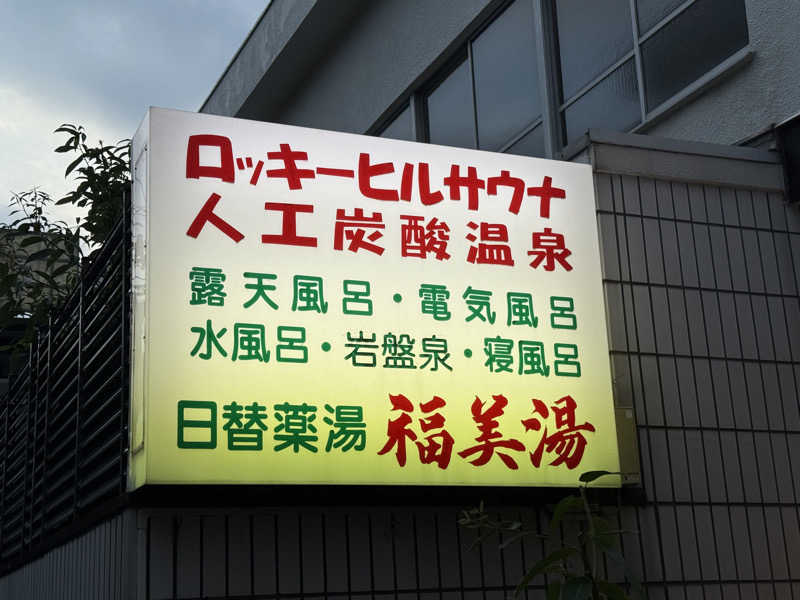 ロッキーヒルサウナ
人工炭酸温泉
露天風呂・電気風呂
水風呂・岩盤泉・寝風呂
日替薬湯 福美湯